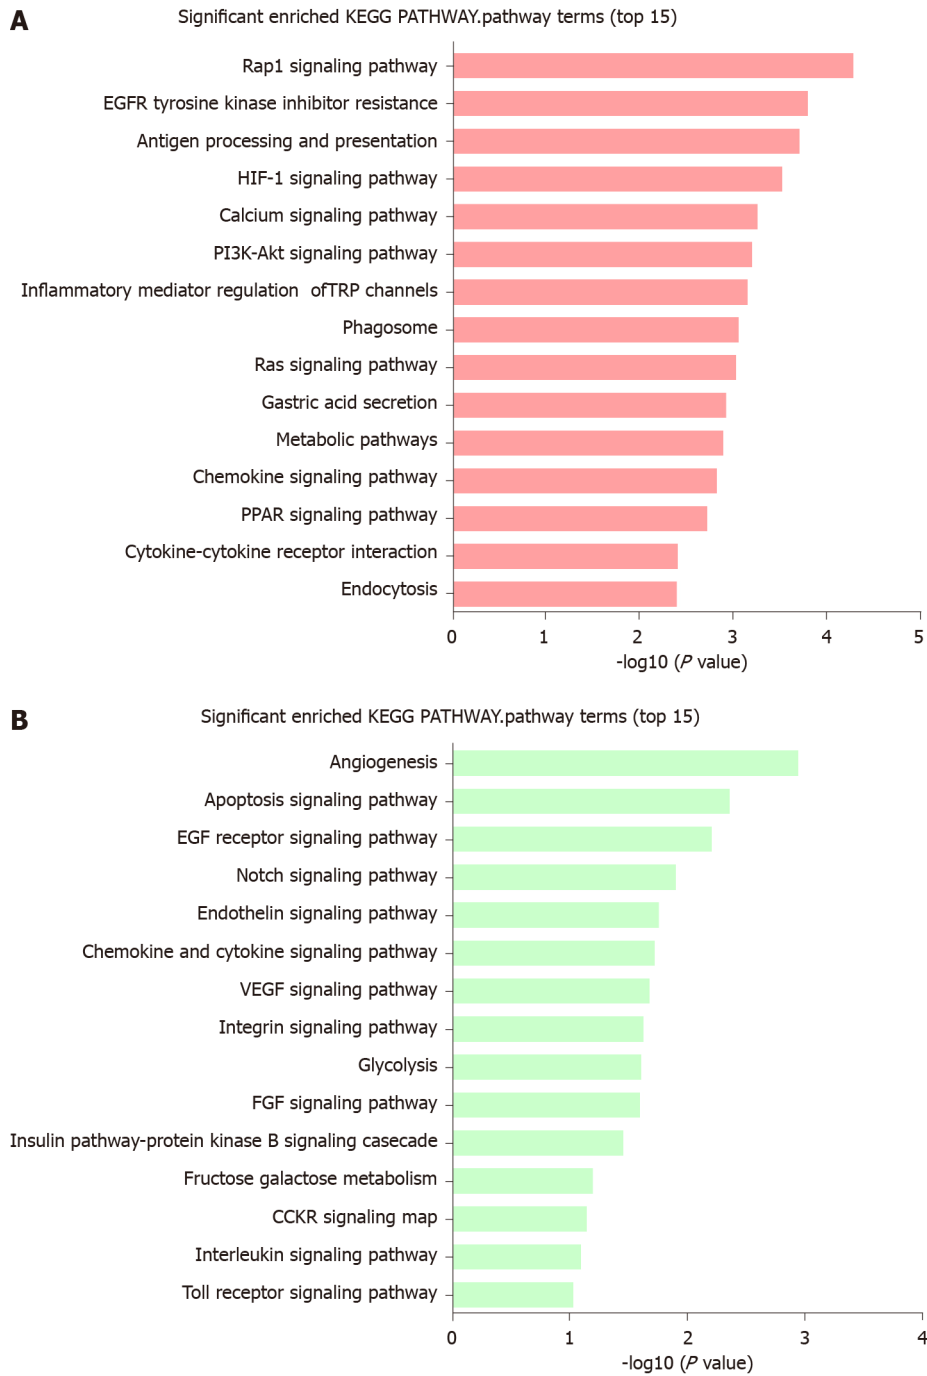 A
Significant enriched KEGG PATHWAY.pathway terms (top 15)
Rap1 signaling pathway
EGFR tyrosine kinase inhibitor resistance
Antigen processing and presentation
HIF-1 signaling pathway
Calcium signaling pathway
PI3K-Akt signaling pathway
Inflammatory mediator regulation  ofTRP channels
Phagosome
Ras signaling pathway
Gastric acid secretion
Metabolic pathways
Chemokine signaling pathway
PPAR signaling pathway
Cytokine-cytokine receptor interaction
Endocytosis
0 1 2 3 4 5
-log10 (P value)
B
Significant enriched KEGG PATHWAY.pathway terms (top 15)
Angiogenesis
Apoptosis signaling pathway
EGF receptor signaling pathway
Notch signaling pathway
Endothelin signaling pathway
Chemokine and cytokine signaling pathway
VEGF signaling pathway
Integrin signaling pathway
Glycolysis
FGF signaling pathway
Insulin pathway-protein kinase B signaling casecade
Fructose galactose metabolism
CCKR signaling map
Interleukin signaling pathway
Toll receptor signaling pathway
0 1 2 3 4
-log10 (P value)